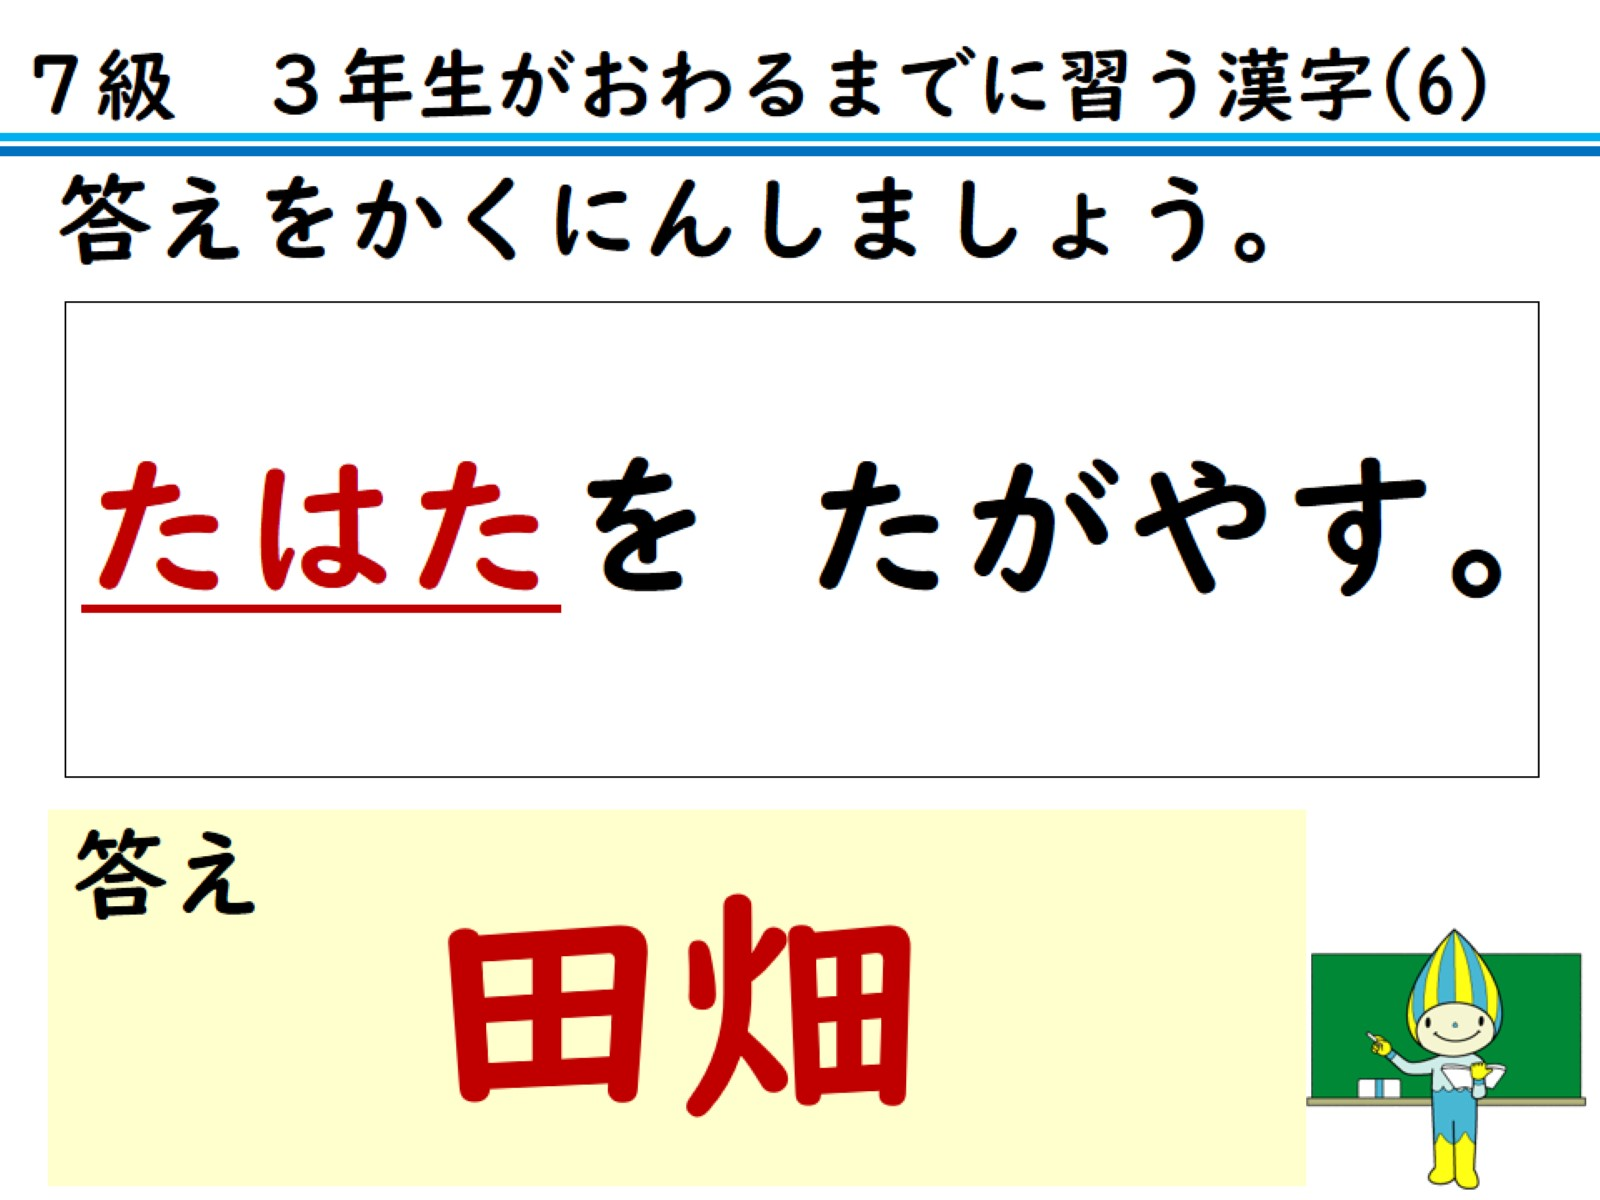 ７級　３年生がおわるまでに習う漢字(6)
答えをかくにんしましょう。
たはたを　たがやす。
答え
田畑